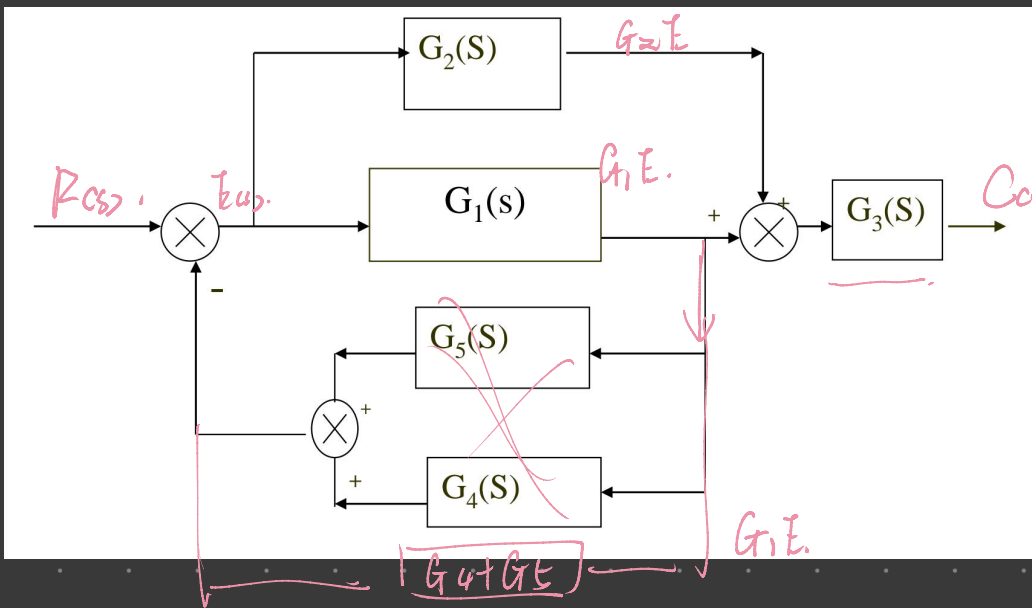 G₂(S)
G₂E
R(s).
E(s).
G₁(s)
G₁E.
+
+
G₃(S)
-
G₅(S)
+
+
G₄(S)
G₁E.
G4+G5